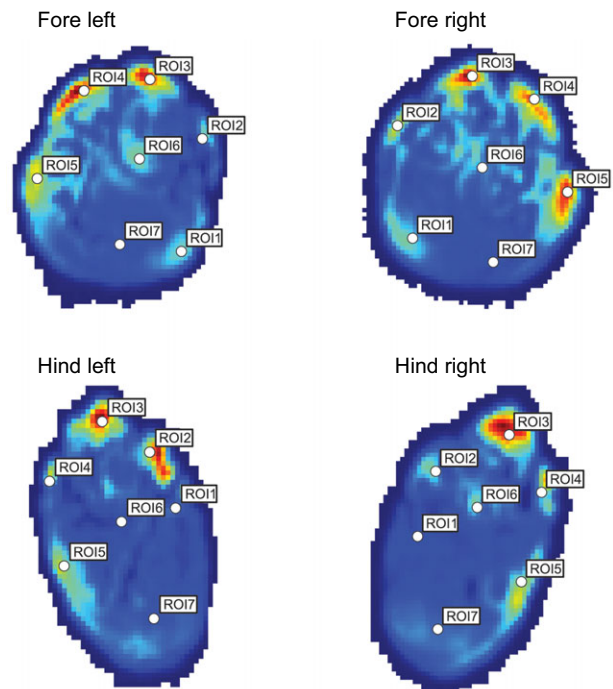 Fore left
Fore right
ROI3
ROI4
ROI2
ROI6
ROI5
ROI7
ROI1
ROI3
ROI4
ROI2
ROI6
ROI5
ROI1
ROI7
Hind left
Hind right
ROI3
ROI2
ROI4
ROI1
ROI6
ROI5
ROI7
ROI3
ROI2
ROI4
ROI6
ROI1
ROI5
ROI7